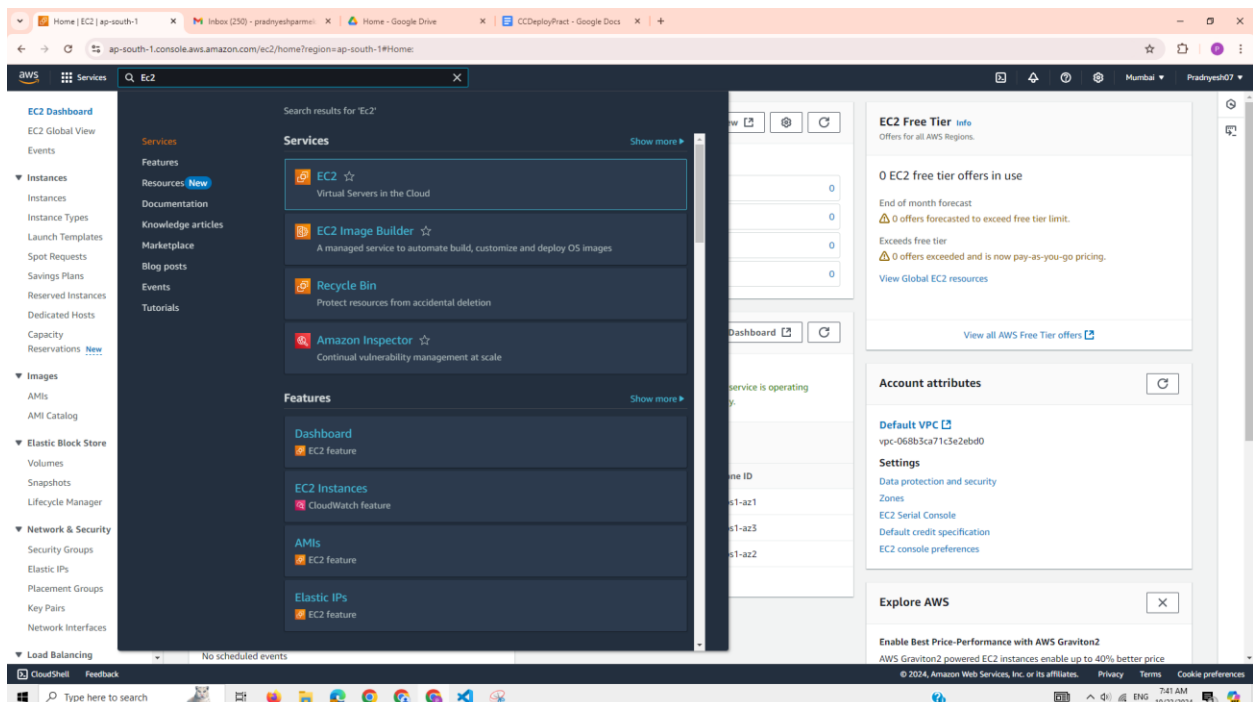 Home | EC2 | ap-south-1
Inbox (250) - pradnyeshparmek
Home - Google Drive
CCDeployPract - Google Docs
ap-south-1.console.aws.amazon.com/ec2/home?region=ap-south-1#Home:
P
aws
Services
Ec2
Mumbai
Pradnyesh07
EC2 Dashboard
EC2 Global View
Events
Instances
Instances
Instance Types
Launch Templates
Spot Requests
Savings Plans
Reserved Instances
Dedicated Hosts
Capacity
Reservations New
Images
AMIs
AMI Catalog
Elastic Block Store
Volumes
Snapshots
Lifecycle Manager
Network & Security
Security Groups
Elastic IPs
Placement Groups
Key Pairs
Network Interfaces
Load Balancing
Services
Features
Resources New
Documentation
Knowledge articles
Marketplace
Blog posts
Events
Tutorials
Search results for 'Ec2'
Services
Show more
EC2
Virtual Servers in the Cloud
EC2 Image Builder
A managed service to automate build, customize and deploy OS images
Recycle Bin
Protect resources from accidental deletion
Amazon Inspector
Continual vulnerability management at scale
Features
Show more
Dashboard
EC2 feature
EC2 Instances
CloudWatch feature
AMIs
EC2 feature
Elastic IPs
EC2 feature
No scheduled events
0
0
0
0
Dashboard
service is operating
y.
ne ID
s1-az1
s1-az3
s1-az2
EC2 Free Tier Info
Offers for all AWS Regions.
0 EC2 free tier offers in use
End of month forecast
0 offers forecasted to exceed free tier limit.
Exceeds free tier
0 offers exceeded and is now pay-as-you-go pricing.
View Global EC2 resources
View all AWS Free Tier offers
Account attributes
Default VPC
vpc-068b3ca71c3e2ebd0
Settings
Data protection and security
Zones
EC2 Serial Console
Default credit specification
EC2 console preferences
Explore AWS
Enable Best Price-Performance with AWS Graviton2
AWS Graviton2 powered EC2 instances enable up to 40% better price
CloudShell
Feedback
© 2024, Amazon Web Services, Inc. or its affiliates.
Privacy
Terms
Cookie preferences
Type here to search
ENG
7:41 AM